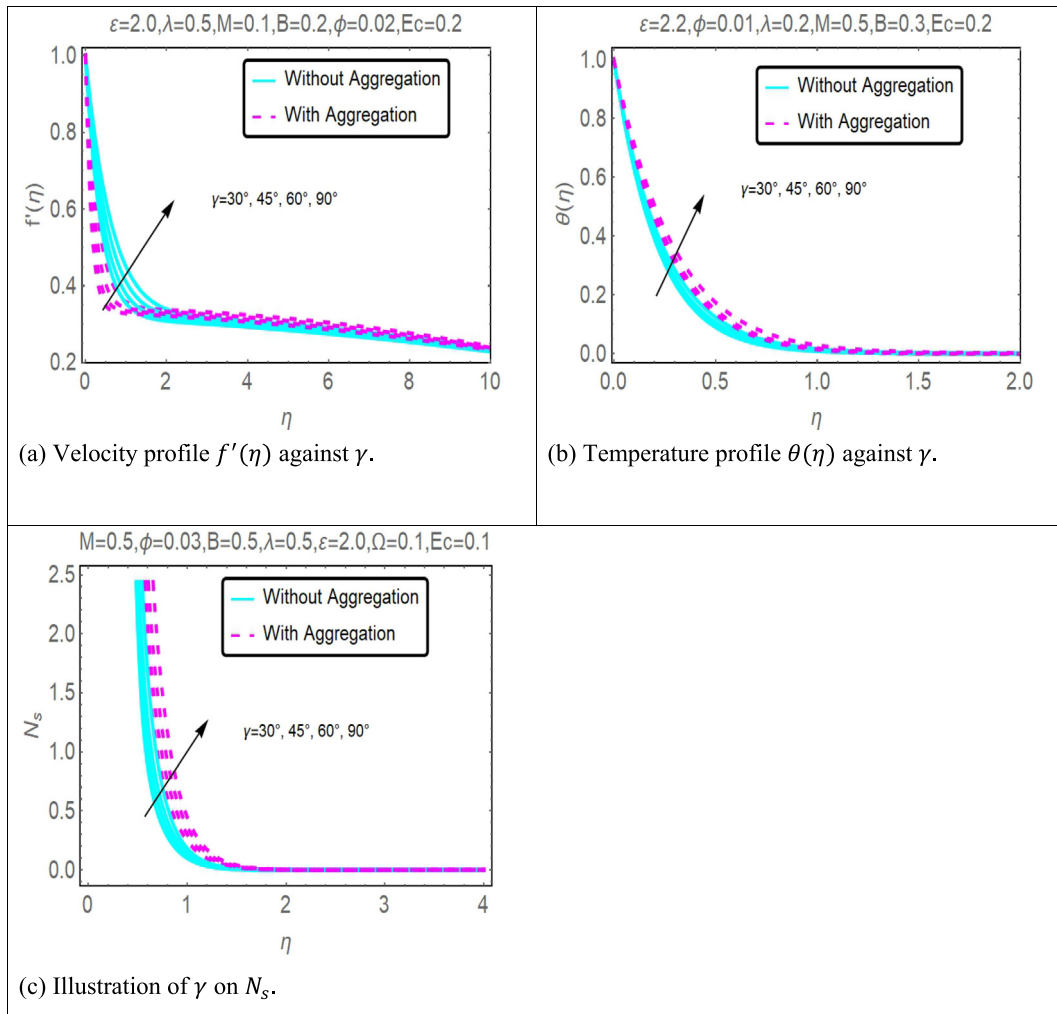 ε=2.0,λ=0.5,M=0.1,B=0.2,ϕ=0.02,Ec=0.2
1.0
0.8
0.6
0.4
0.2
f'(η)
Without Aggregation
With Aggregation
γ=30°, 45°, 60°, 90°
0 2 4 6 8 10
η
(a) Velocity profile f′(η) against γ.
ε=2.2,ϕ=0.01,λ=0.2,M=0.5,B=0.3,Ec=0.2
1.0
0.8
0.6
0.4
0.2
0.0
θ(η)
Without Aggregation
With Aggregation
γ=30°, 45°, 60°, 90°
0.0 0.5 1.0 1.5 2.0
η
(b) Temperature profile θ(η) against γ.
M=0.5,ϕ=0.03,B=0.5,λ=0.5,ε=2.0,Ω=0.1,Ec=0.1
2.5
2.0
1.5
1.0
0.5
0.0
Nₛ
Without Aggregation
With Aggregation
γ=30°, 45°, 60°, 90°
0 1 2 3 4
η
(c) Illustration of γ on Nₛ.